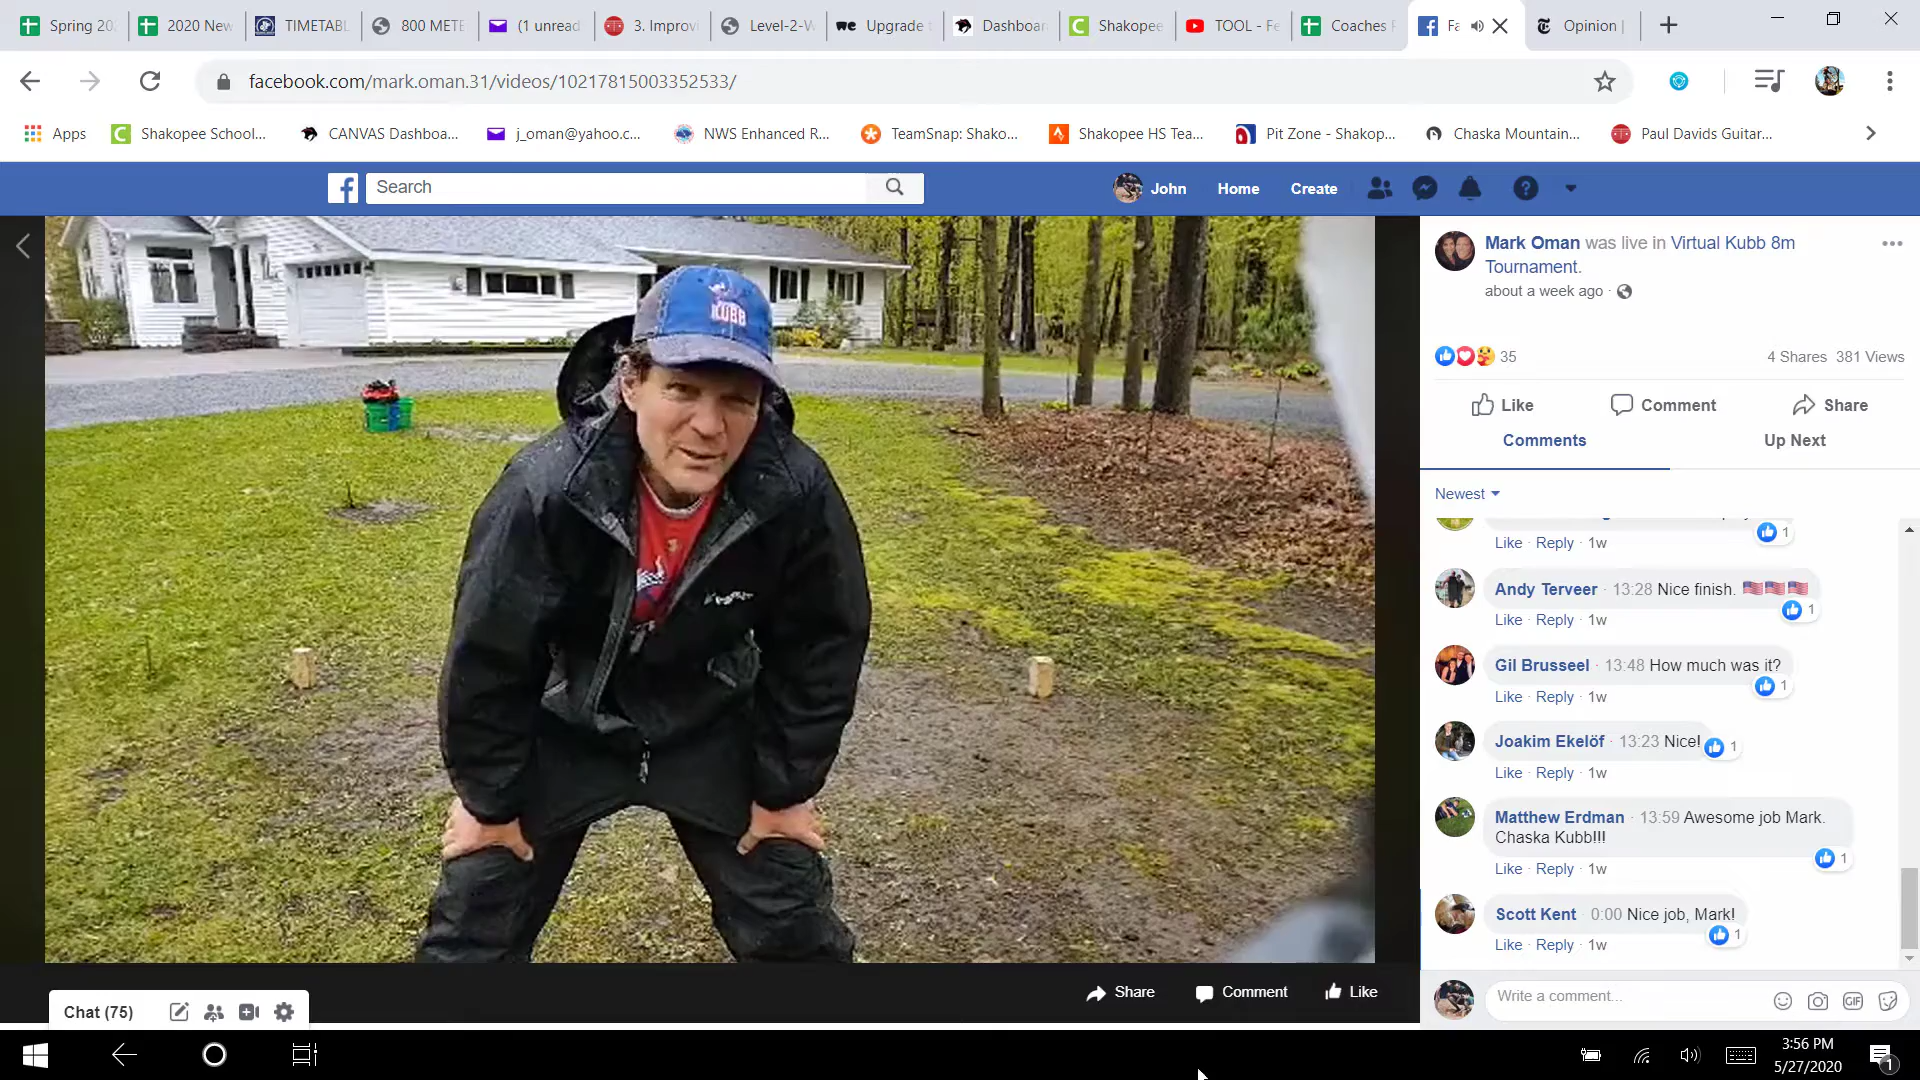 Spring 20
2020 New
TIMETABL
800 METE
(1 unread
3. Improvi
Level-2-W
Upgrade t
Dashboar
Shakopee
TOOL - Fe
Coaches F
Fa
Opinion |
facebook.com/mark.oman.31/videos/10217815003352533/
Apps
Shakopee School...
CANVAS Dashboa...
j_oman@yahoo.c...
NWS Enhanced R...
TeamSnap: Shako...
Shakopee HS Tea...
Pit Zone - Shakop...
Chaska Mountain...
Paul Davids Guitar...
Search
John
Home
Create
KUBB
Mark Oman was live in Virtual Kubb 8m
Tournament.
about a week ago ·
35
4 Shares 381 Views
Like
Comment
Share
Comments
Up Next
Newest
1
Like · Reply · 1w
Andy Terveer · 13:28 Nice finish. 🇺🇸🇺🇸🇺🇸
1
Like · Reply · 1w
Gil Brusseel · 13:48 How much was it?
1
Like · Reply · 1w
Joakim Ekelöf · 13:23 Nice!
1
Like · Reply · 1w
Matthew Erdman · 13:59 Awesome job Mark.
Chaska Kubb!!!
1
Like · Reply · 1w
Scott Kent · 0:00 Nice job, Mark!
1
Like · Reply · 1w
Share
Comment
Like
Write a comment...
GIF
Chat (75)
3:56 PM
5/27/2020
1